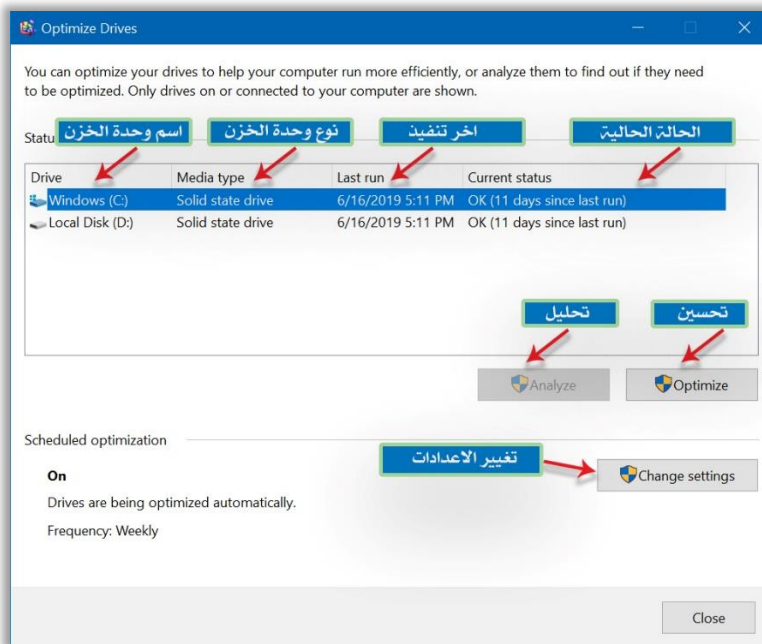 Optimize Drives
You can optimize your drives to help your computer run more efficiently, or analyze them to find out if they need
to be optimized. Only drives on or connected to your computer are shown.
Statu
اسم وحدة الخزن
نوع وحدة الخزن
اخر تنفيذ
الحالة الحالية
Drive Media type Last run Current status
Windows (C:) Solid state drive 6/16/2019 5:11 PM OK (11 days since last run)
Local Disk (D:) Solid state drive 6/16/2019 5:11 PM OK (11 days since last run)
تحليل
تحسين
Analyze Optimize
Scheduled optimization
تغيير الاعدادات
On
Change settings
Drives are being optimized automatically.
Frequency: Weekly
Close